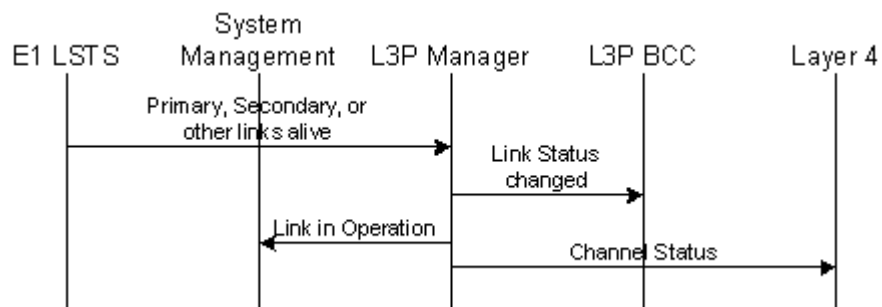 System
E1 LSTS Management L3P Manager L3P BCC Layer 4
Primary, Secondary, or
other links alive
Link Status
changed
Link in Operation
Channel Status